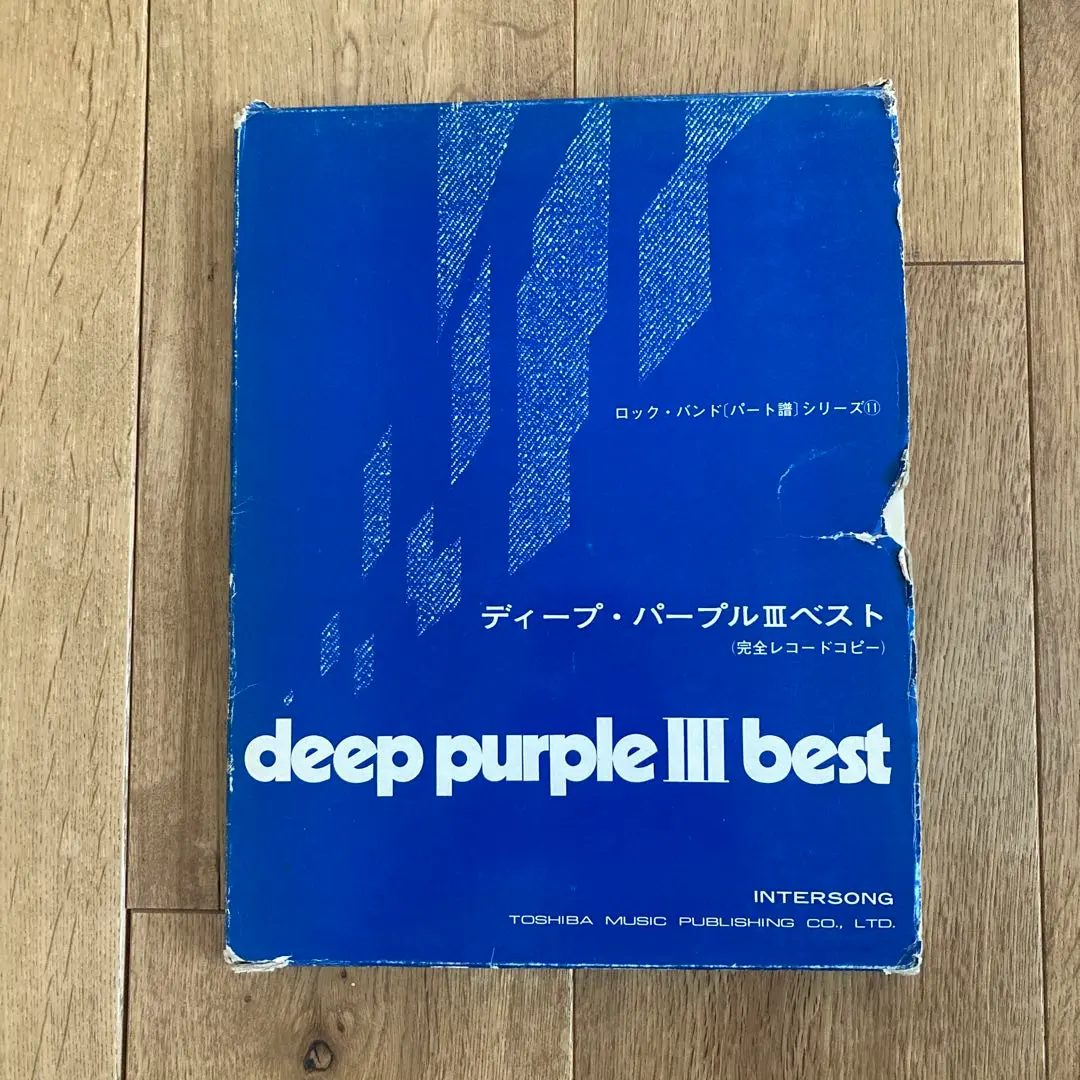 ロック・バンド〔パート譜〕シリーズ⑪
ディープ・パープルⅢベスト
(完全レコードコピー)
deep purple III best
INTERSONG
TOSHIBA MUSIC PUBLISHING CO., LTD.